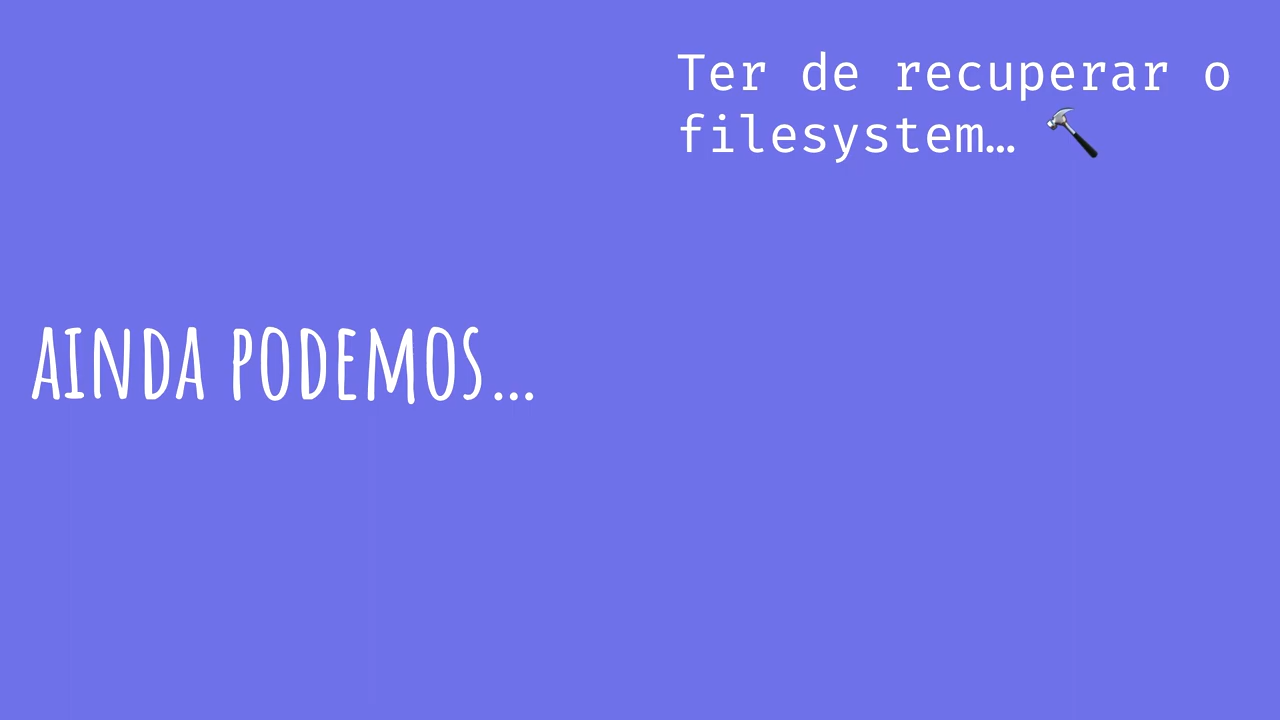 AINDA PODEMOS...
Ter de recuperar o
filesystem… 🔨